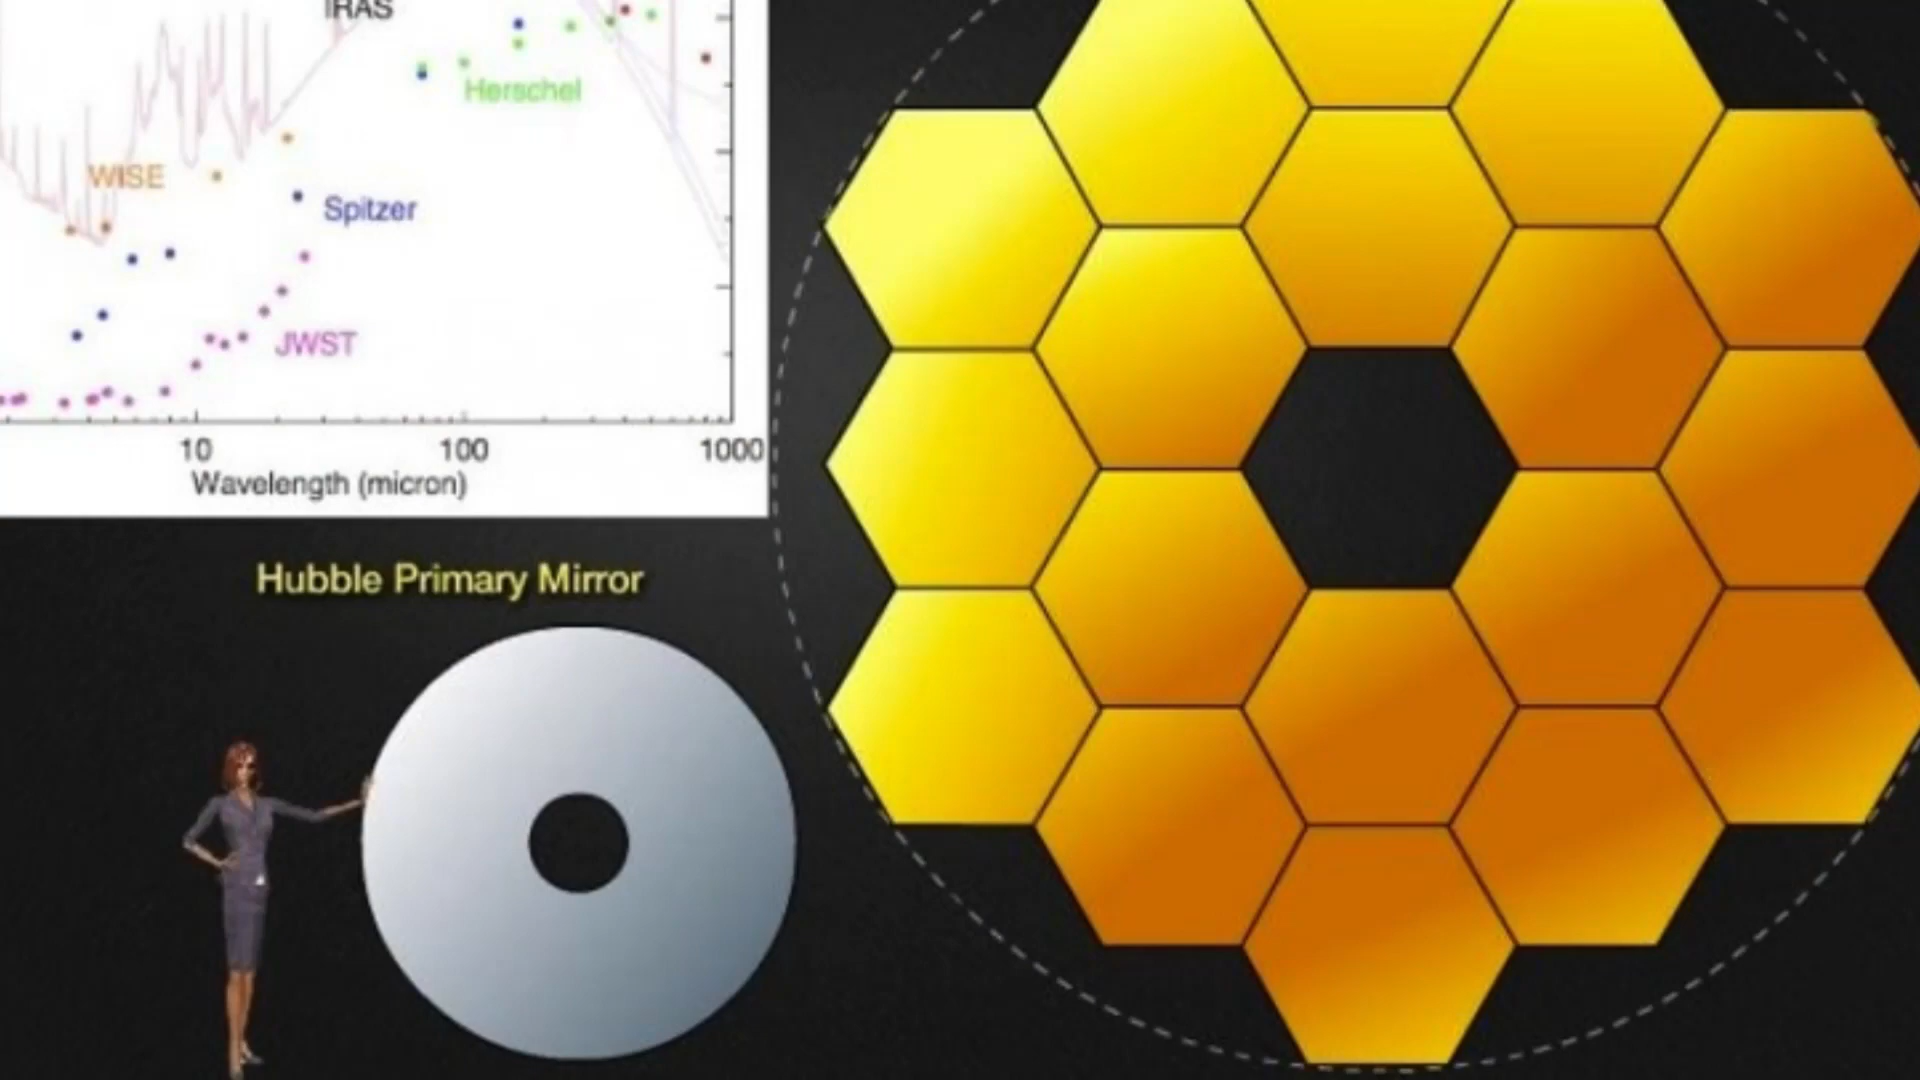 IRAS
Herschel
WISE
Spitzer
JWST
10 100 1000
Wavelength (micron)
Hubble Primary Mirror